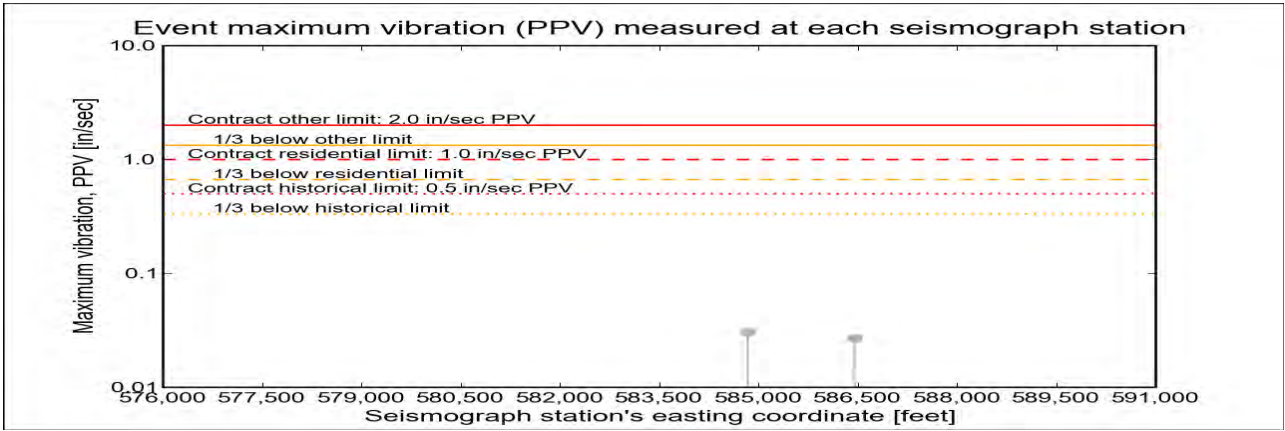 Event maximum vibration (PPV) measured at each seismograph station
Maximum vibration, PPV [in/sec]
10.0
Contract other limit: 2.0 in/sec PPV
1/3 below other limit
1.0
Contract residential limit: 1.0 in/sec PPV
1/3 below residential limit
Contract historical limit: 0.5 in/sec PPV
1/3 below historical limit
0.1
576,000 577,500 579,000 580,500 582,000 583,500 585,000 586,500 588,000 589,500 591,000
Seismograph station's easting coordinate [feet]